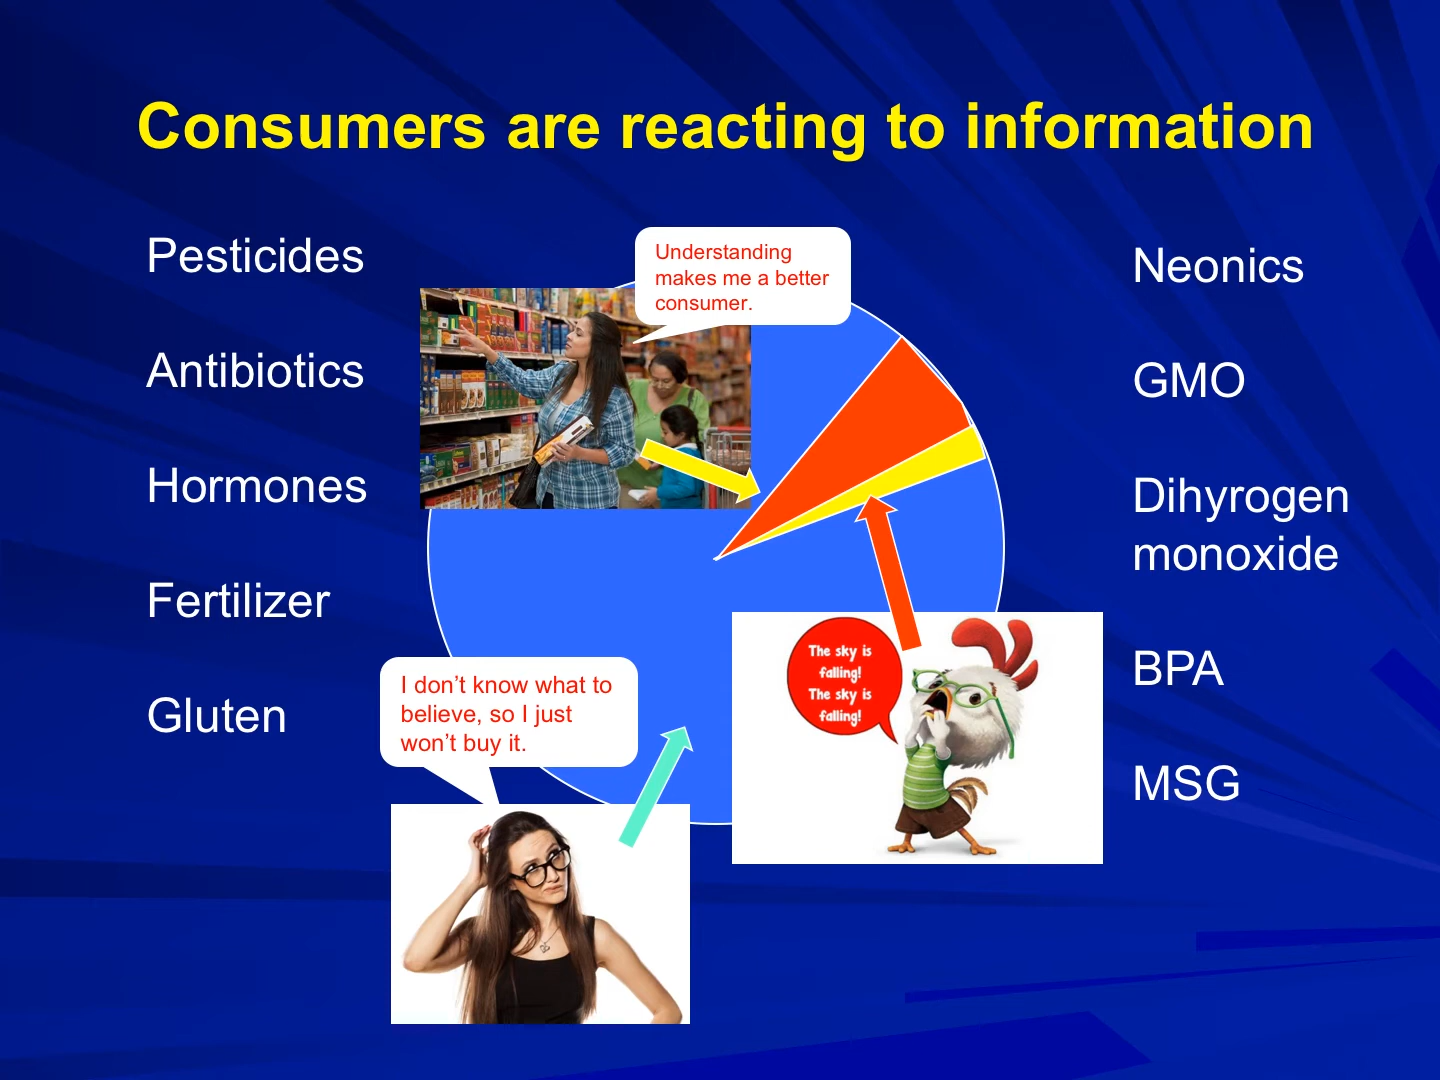 Consumers are reacting to information
Pesticides
Antibiotics
Hormones
Fertilizer
Gluten
Understanding
makes me a better
consumer.
I don’t know what to
believe, so I just
won’t buy it.
The sky is
falling!
The sky is
falling!
Neonics
GMO
Dihyrogen
monoxide
BPA
MSG